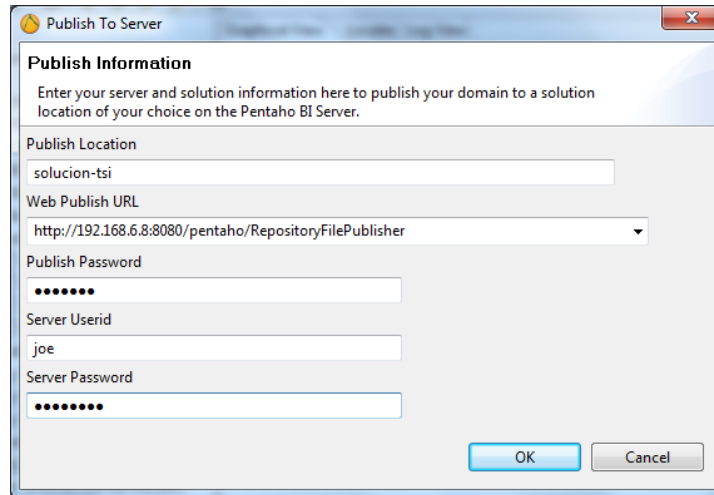 Publish To Server
Publish Information
Enter your server and solution information here to publish your domain to a solution
location of your choice on the Pentaho BI Server.
Publish Location
solucion-tsi
Web Publish URL
http://192.168.6.8:8080/pentaho/RepositoryFilePublisher
Publish Password
●●●●●●●
Server Userid
joe
Server Password
●●●●●●●●
OK Cancel